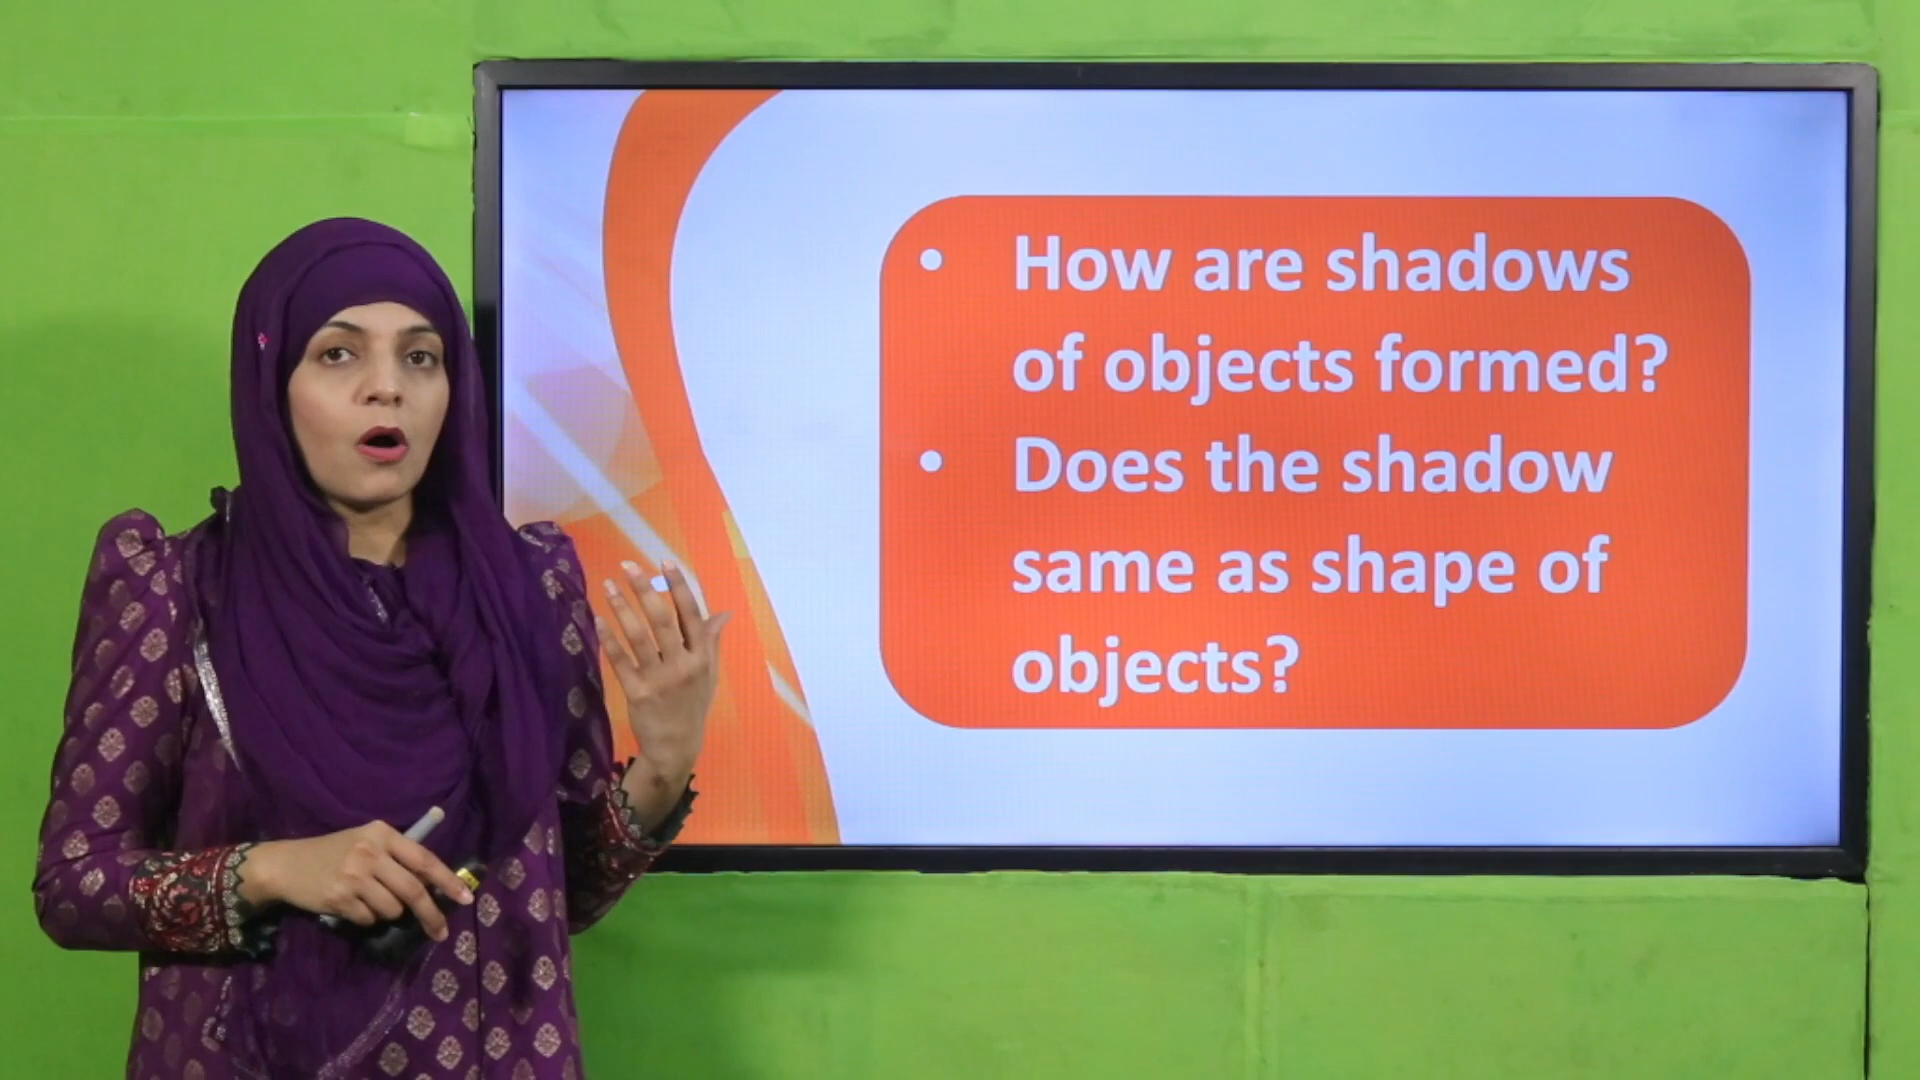 • How are shadows
of objects formed?
• Does the shadow
same as shape of
objects?